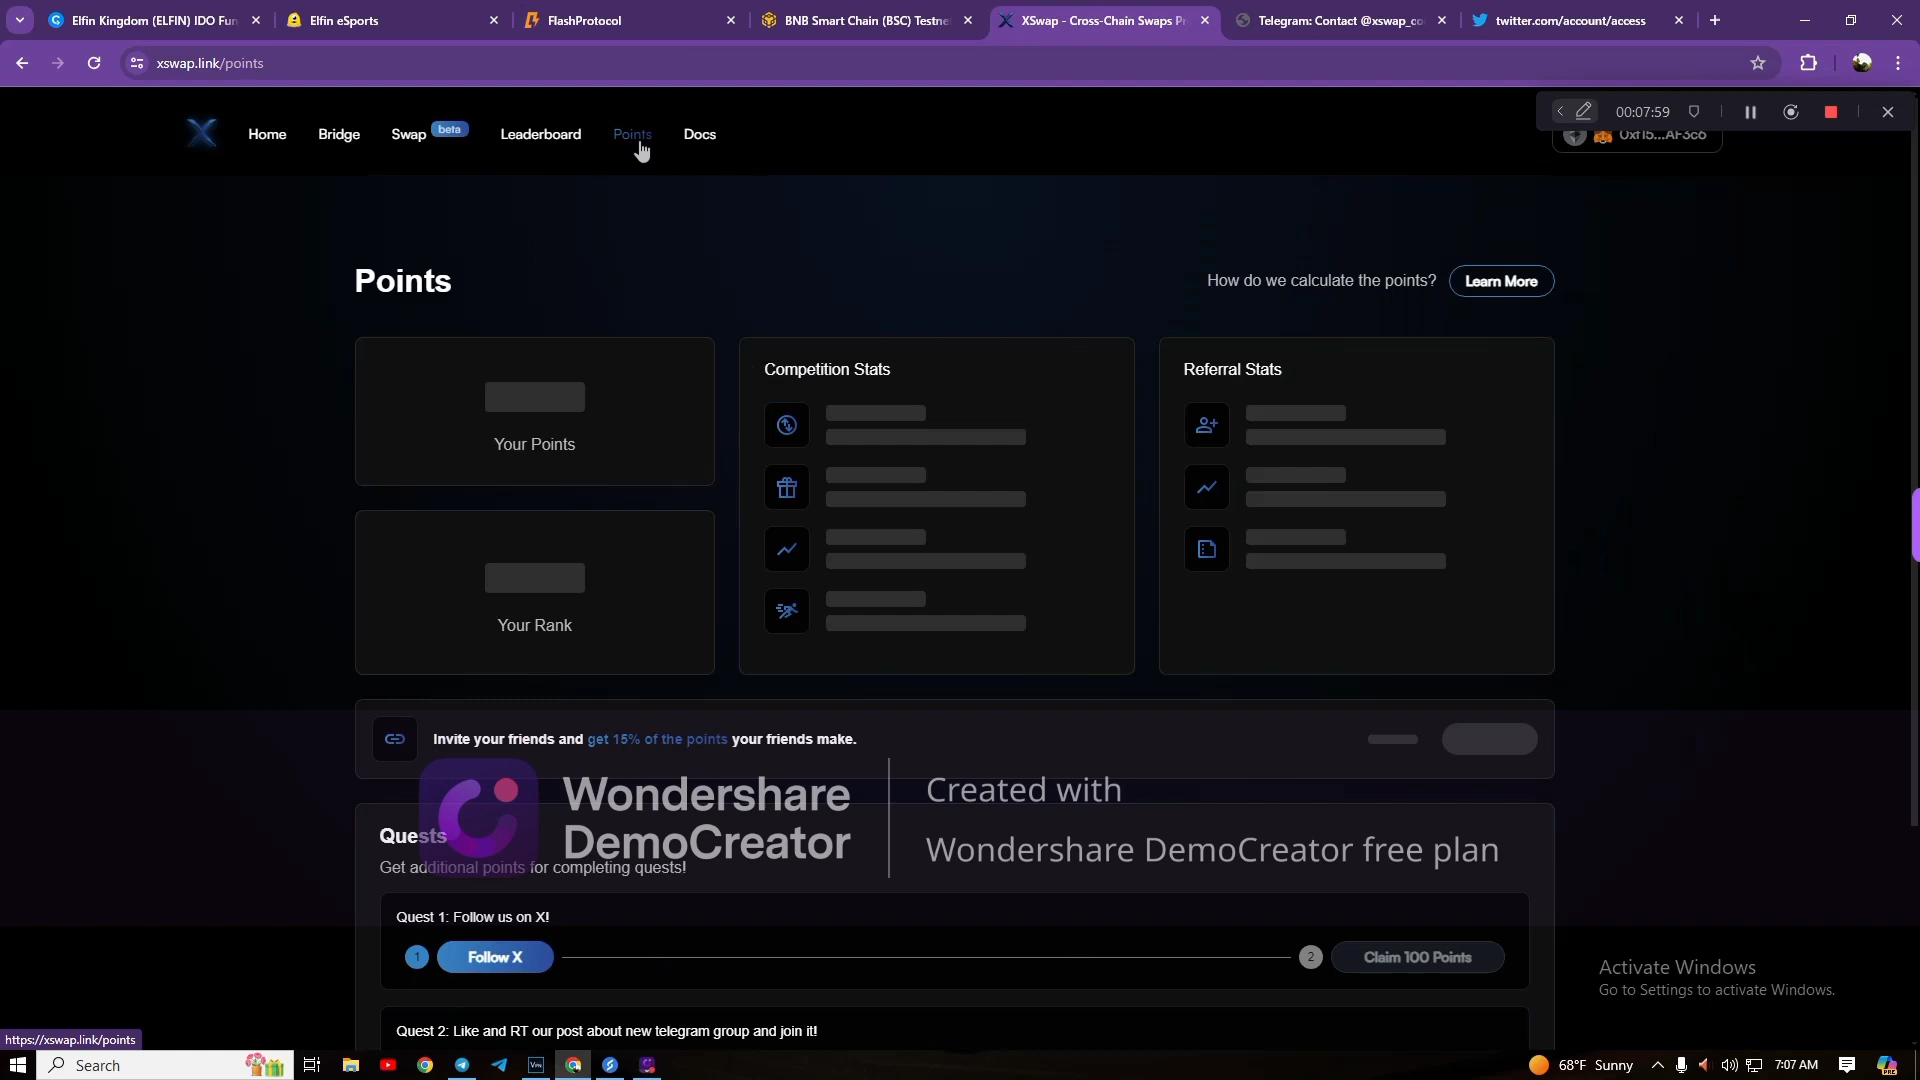 Elfin Kingdom (ELFIN) IDO Fun
Elfin eSports
FlashProtocol
BNB Smart Chain (BSC) Testne
XSwap - Cross-Chain Swaps Pr
Telegram: Contact @xswap_co
twitter.com/account/access
xswap.link/points
00:07:59
Home
Bridge
Swap
beta
Leaderboard
Points
Docs
0xf15...AF3c6
Points
How do we calculate the points?
Learn More
Your Points
Your Rank
Competition Stats
Referral Stats
Invite your friends and get 15% of the points your friends make.
Wondershare
DemoCreator
Created with
Wondershare DemoCreator free plan
Quests
Get additional points for completing quests!
Quest 1: Follow us on X!
1
Follow X
2
Claim 100 Points
Quest 2: Like and RT our post about new telegram group and join it!
Activate Windows
Go to Settings to activate Windows.
https://xswap.link/points
Search
68°F Sunny
7:07 AM